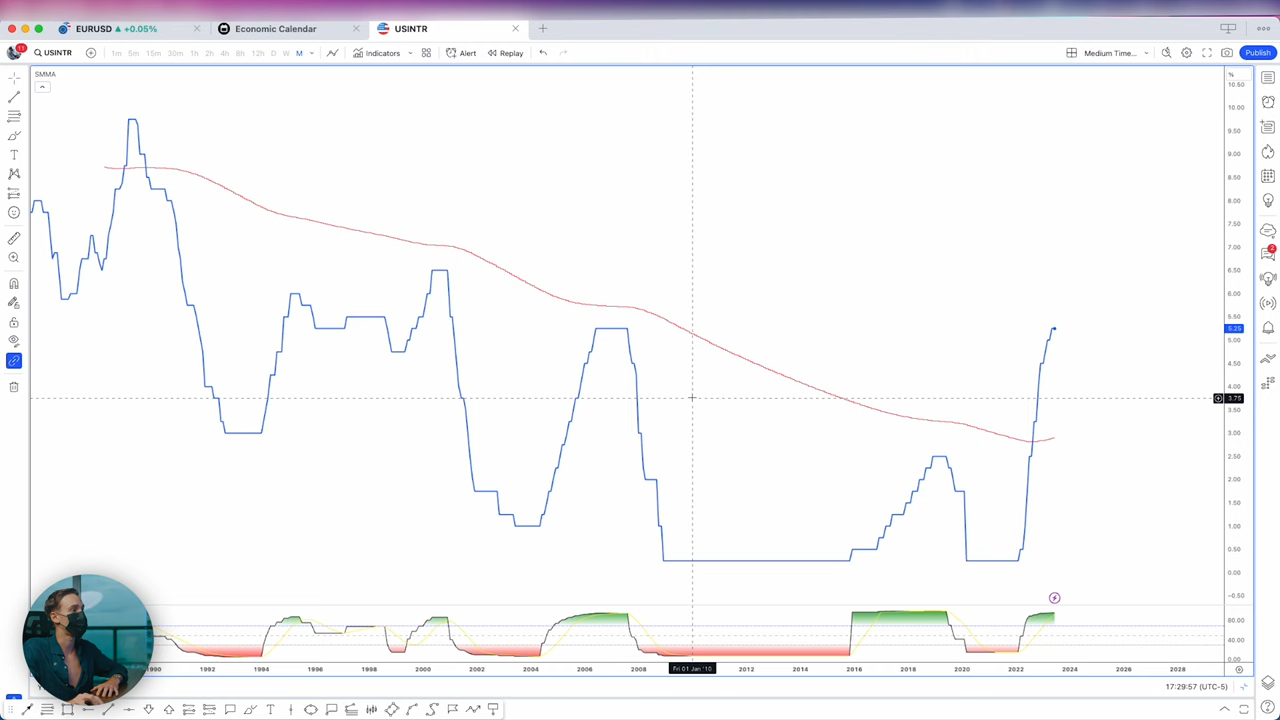 EURUSD ▲ +0.05%
Economic Calendar
USINTR
11
USINTR
1m 5m 15m 30m 1h 2h 4h 8h 12h D W M
Indicators
Alert
Replay
Medium Time...
Publish
SMMA
%
10.50
10.00
9.50
9.00
8.50
8.00
7.50
7.00
6.50
6.00
5.50
5.25
5.00
4.50
4.00
3.75
3.50
3.00
2.50
2.00
1.50
1.00
0.50
0.00
−0.50
80.00
40.00
0.00
2
1990 1992 1994 1996 1998 2000 2002 2004 2006 2008 Fri 01 Jan '10 2012 2014 2016 2018 2020 2022 2024 2026 2028
17:29:57 (UTC-5)